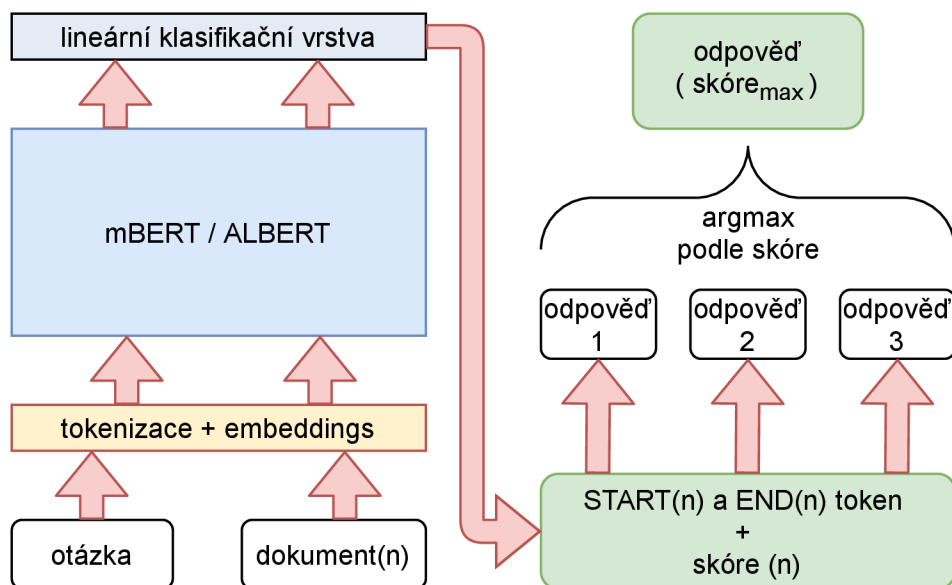 lineární klasifikační vrstva
mBERT / ALBERT
tokenizace + embeddings
otázka
dokument(n)
odpověď
( skóre_max )
argmax
podle skóre
odpověď
1
odpověď
2
odpověď
3
START(n) a END(n) token
+
skóre (n)